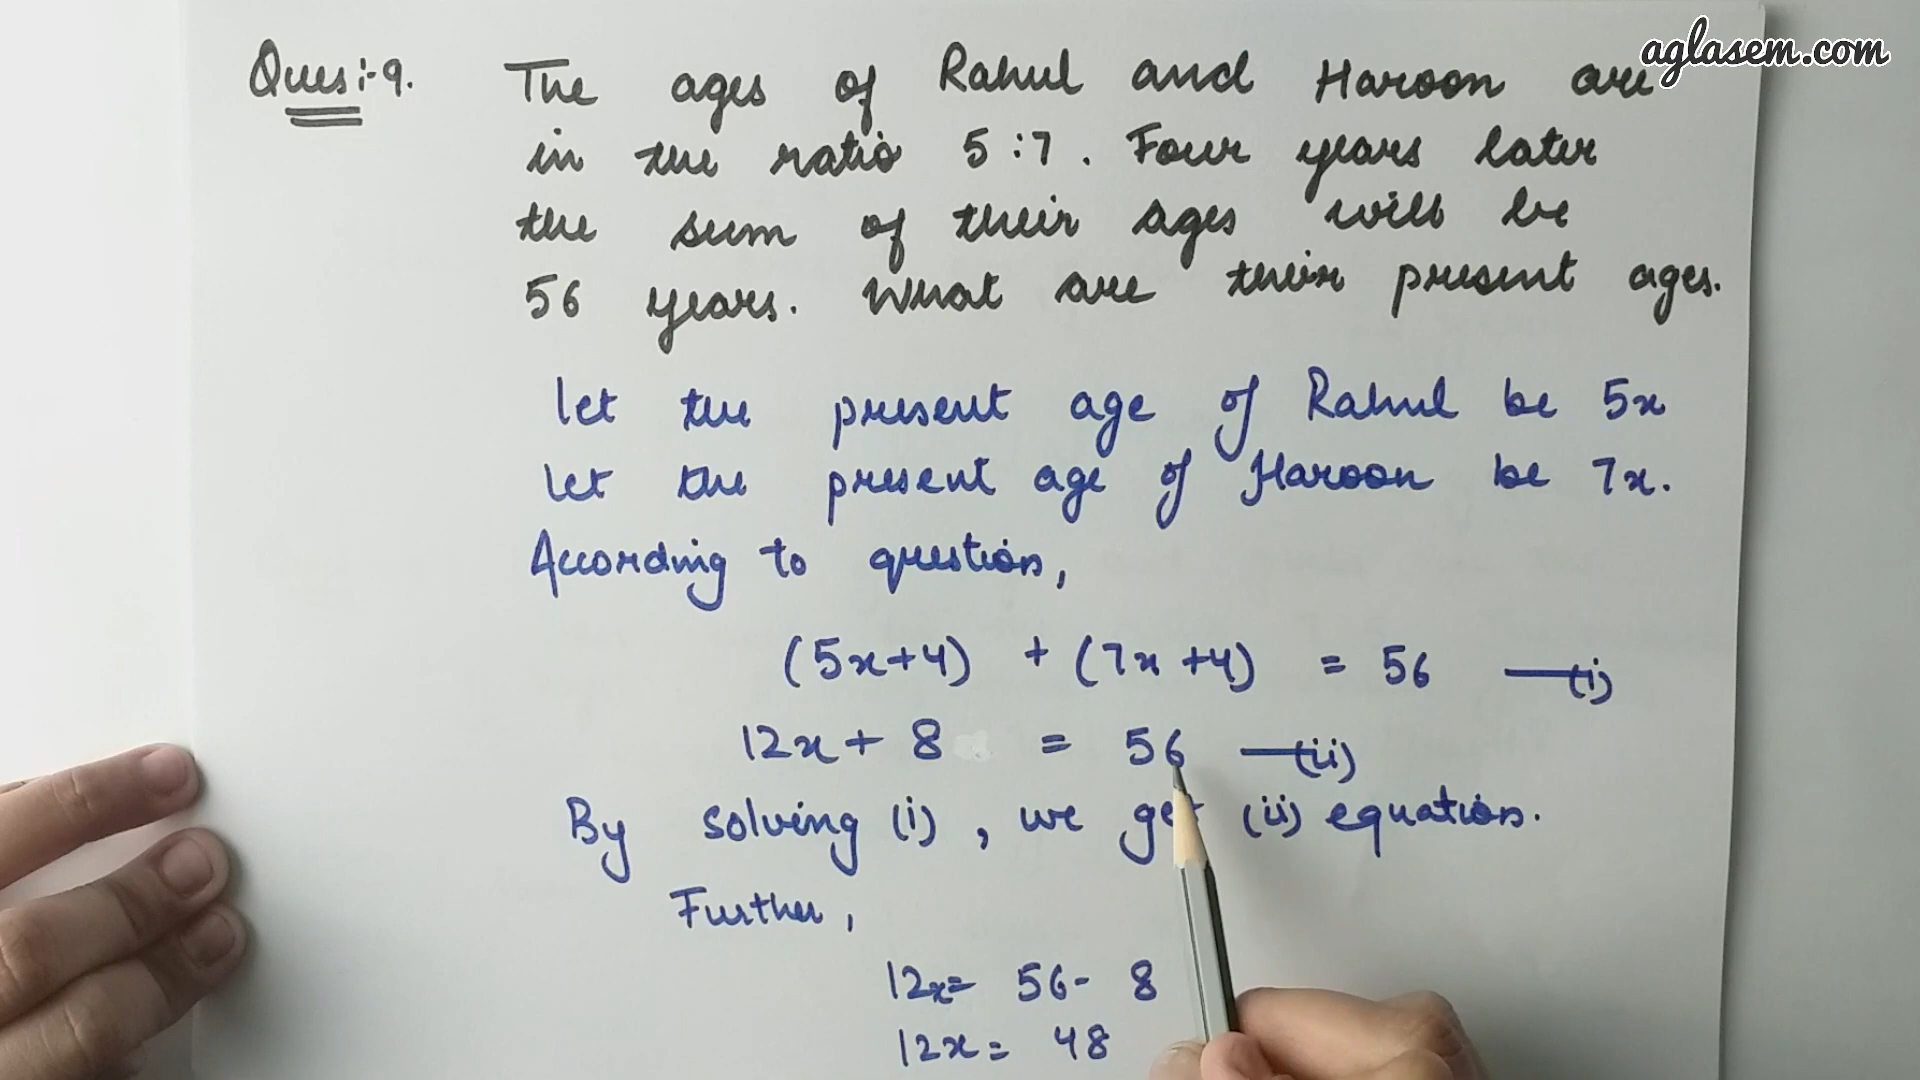 aglasem.com
Ques:-9. The ages of Rahul and Haroon are
in the ratio 5:7. Four years later
the sum of their ages will be
56 years. What are their present ages.
let the present age of Rahul be 5x
let the present age of Haroon be 7x.
According to question,
(5x+4) + (7x+4) = 56 —(i)
12x+8 = 56 —(ii)
By solving (i), we get (ii) equation.
Further,
12x= 56- 8
12x= 48